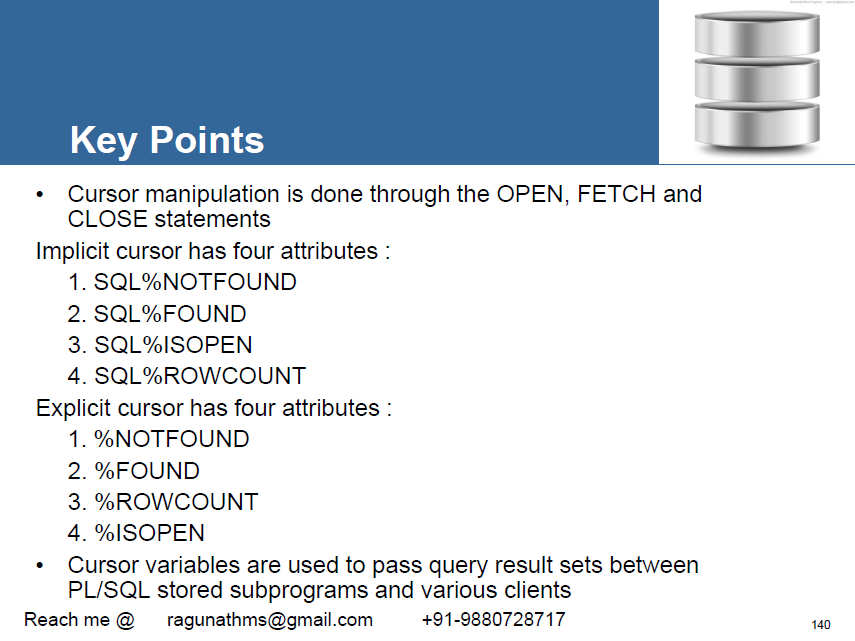 Key Points
• Cursor manipulation is done through the OPEN, FETCH and
CLOSE statements
Implicit cursor has four attributes :
1. SQL%NOTFOUND
2. SQL%FOUND
3. SQL%ISOPEN
4. SQL%ROWCOUNT
Explicit cursor has four attributes :
1. %NOTFOUND
2. %FOUND
3. %ROWCOUNT
4. %ISOPEN
• Cursor variables are used to pass query result sets between
PL/SQL stored subprograms and various clients
Reach me @ ragunathms@gmail.com +91-9880728717
140